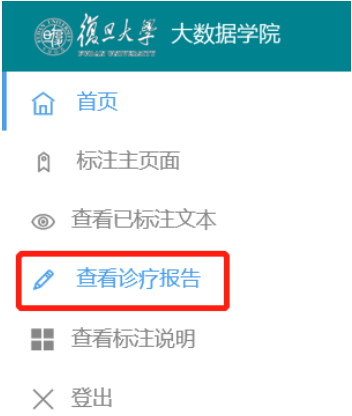 復旦大學 大数据学院
FUDAN UNIVERSITY
首页
标注主页面
查看已标注文本
查看诊疗报告
查看标注说明
登出